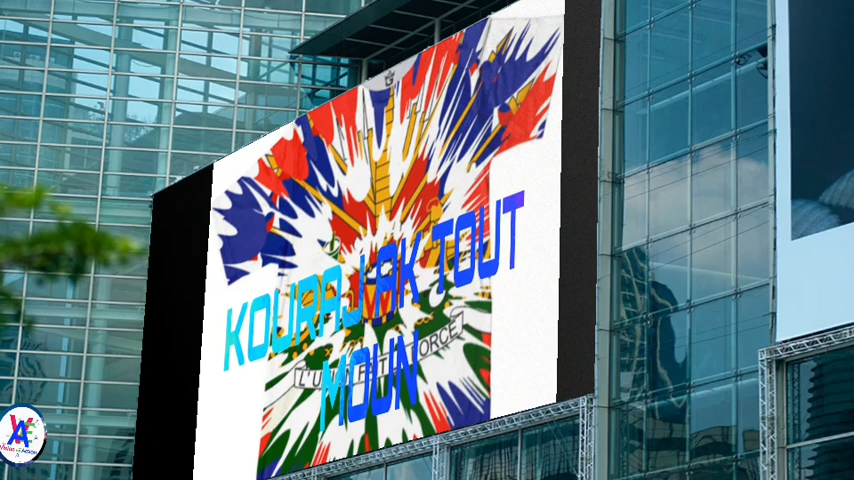 KOURAJ AK TOUT
MOUN
L'UNION FAIT LA FORCE